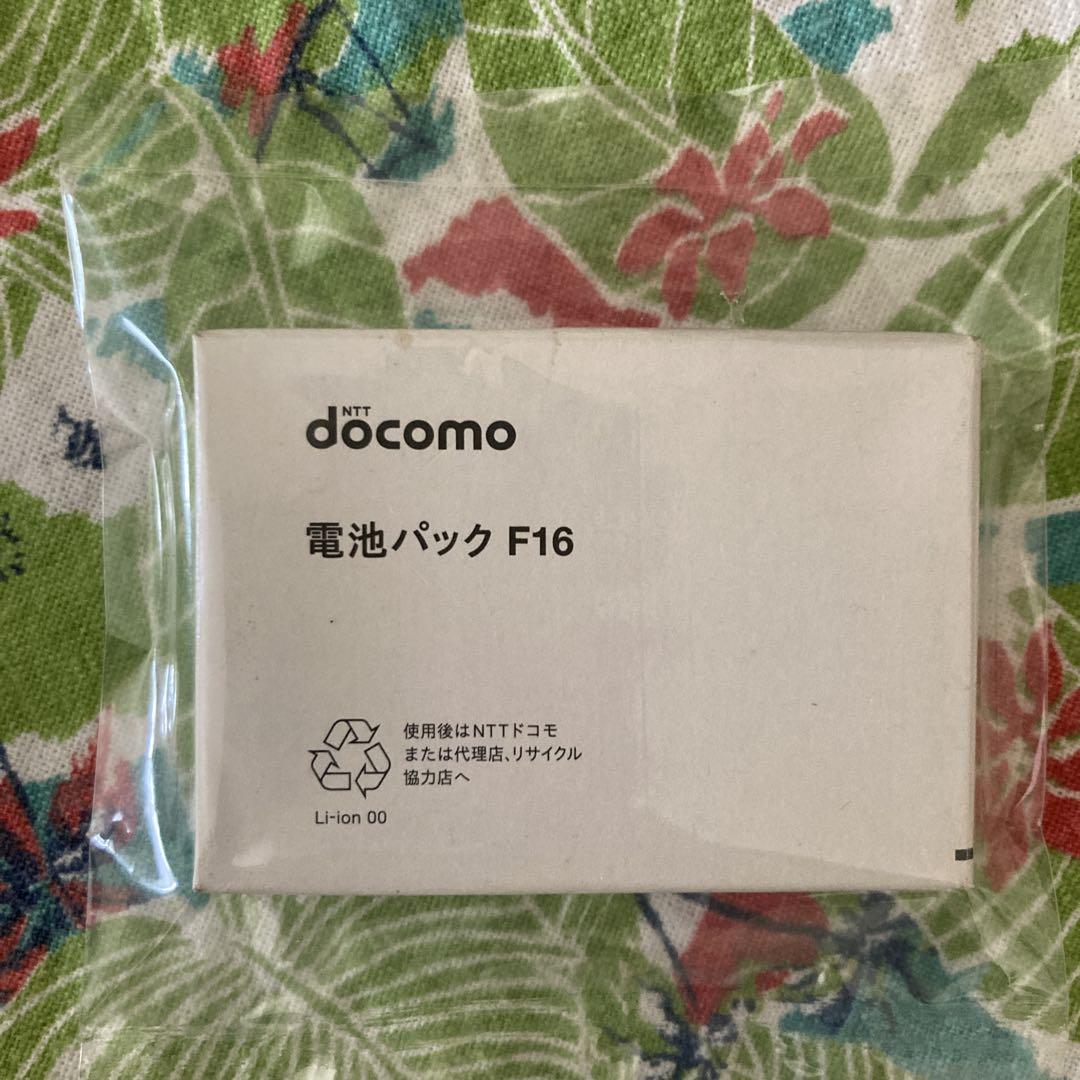 NTT
docomo
電池パック F16
使用後はNTTドコモ
または代理店、リサイクル
協力店へ
Li-ion 00